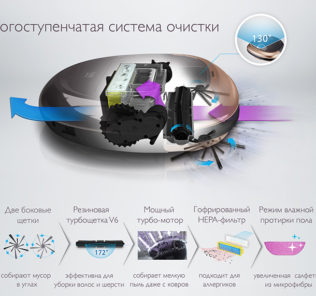 огоступенчатая система очистки
130°
Две боковые щетки
Резиновая турбощетка V6
Мощный турбо-мотор
Гофрированный HEPA-фильтр
Режим влажной протирки пола
172°
собирают мусор в углах
эффективна для уборки волос и шерсти
собирает мелкую пыль даже с ковров
подходит для аллергиков
увеличенная салфет из микрофибры